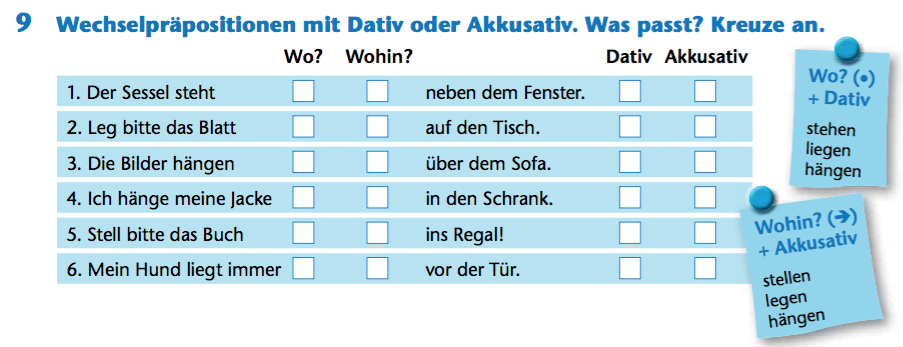 9 Wechselpräpositionen mit Dativ oder Akkusativ. Was passt? Kreuze an.
Wo? Wohin? Dativ Akkusativ
1. Der Sessel steht neben dem Fenster.
2. Leg bitte das Blatt auf den Tisch.
3. Die Bilder hängen über dem Sofa.
4. Ich hänge meine Jacke in den Schrank.
5. Stell bitte das Buch ins Regal!
6. Mein Hund liegt immer vor der Tür.
Wo? (•)
+ Dativ
stehen
liegen
hängen
Wohin? (➔)
+ Akkusativ
stellen
legen
hängen